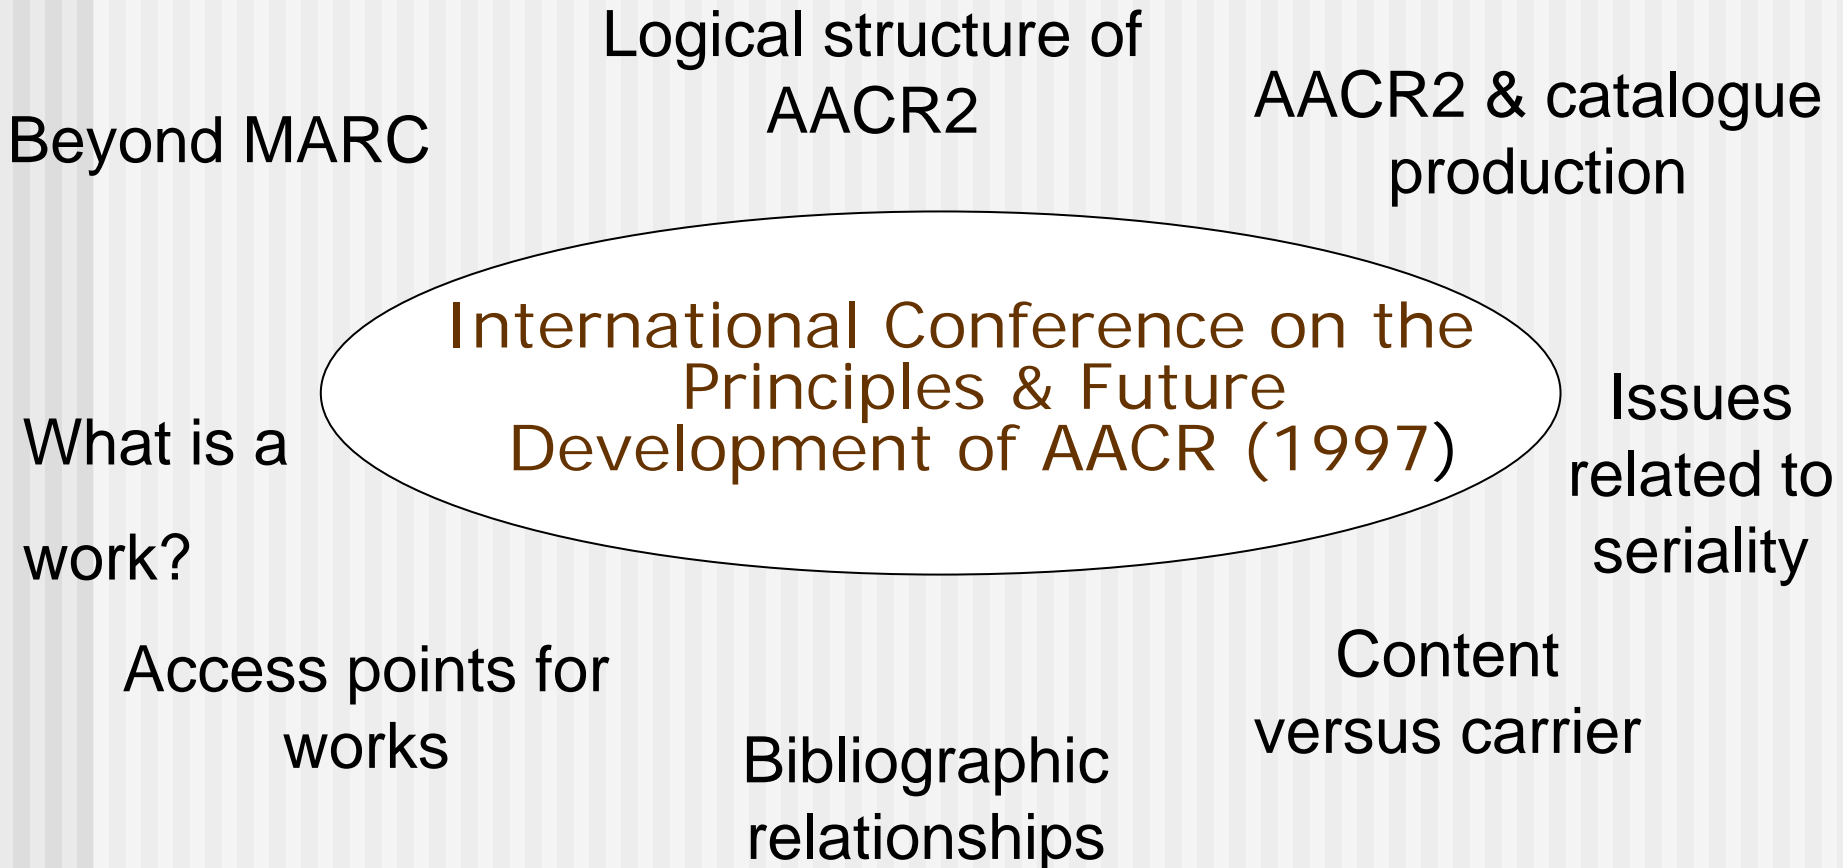 Logical structure of
AACR2
AACR2 & catalogue
production
Beyond MARC
International Conference on the
Principles & Future
Development of AACR (1997)
Issues
related to
seriality
What is a
work?
Content
versus carrier
Access points for
works
Bibliographic
relationships